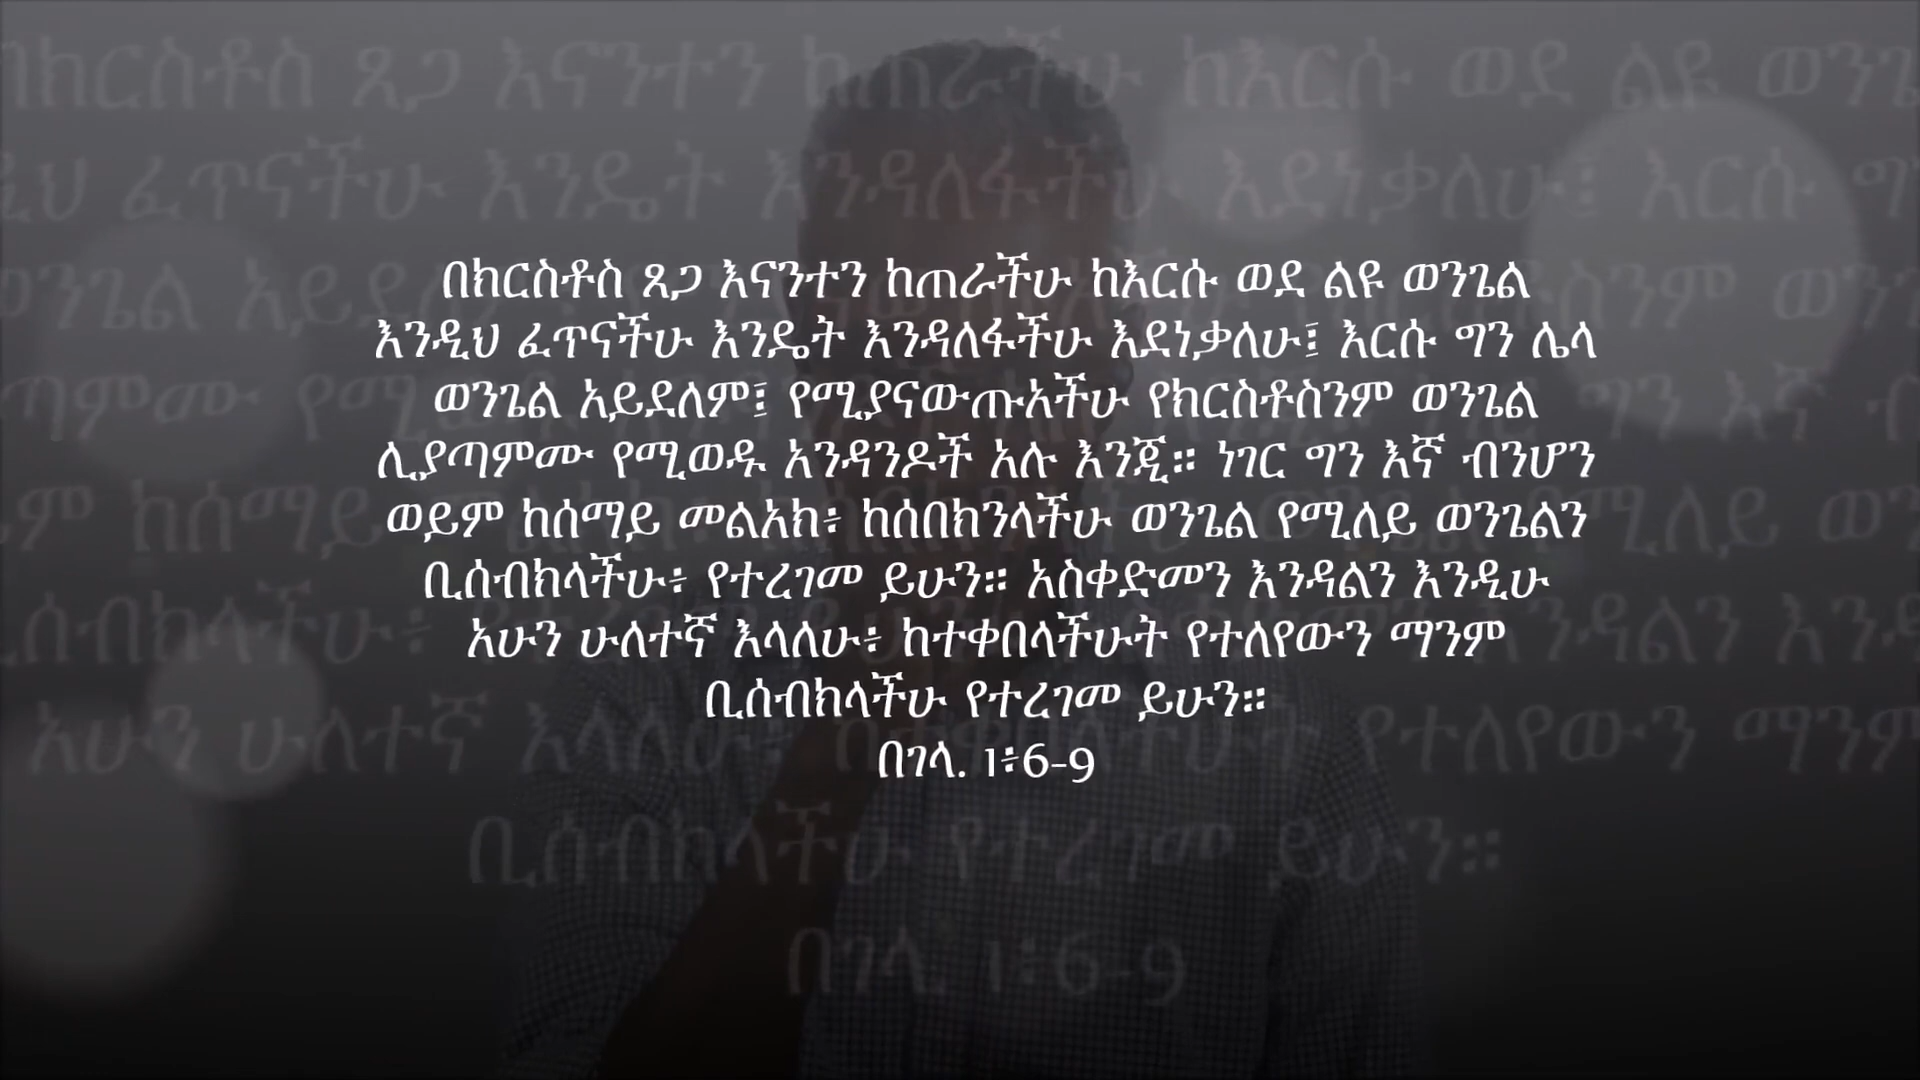 በክርስቶስ ጸጋ እናንተን ከጠራችሁ ከእርሱ ወደ ልዩ ወንጌል
እንዲህ ፈጥናችሁ እንዴት እንዳለፋችሁ እደነቃለሁ፤ እርሱ ግን ሌላ
ወንጌል አይደለም፤ የሚያናውጡአችሁ የክርስቶስንም ወንጌል
ሊያጣምሙ የሚወዱ አንዳንዶች አሉ እንጂ። ነገር ግን እኛ ብንሆን
ወይም ከሰማይ መልአክ፥ ከሰበክንላችሁ ወንጌል የሚለይ ወንጌልን
ቢሰብክላችሁ፥ የተረገመ ይሁን። አስቀድመን እንዳልን እንዲሁ
አሁን ሁለተኛ እላለሁ፥ ከተቀበላችሁት የተለየውን ማንም
ቢሰብክላችሁ የተረገመ ይሁን።
በገላ. 1፥6-9